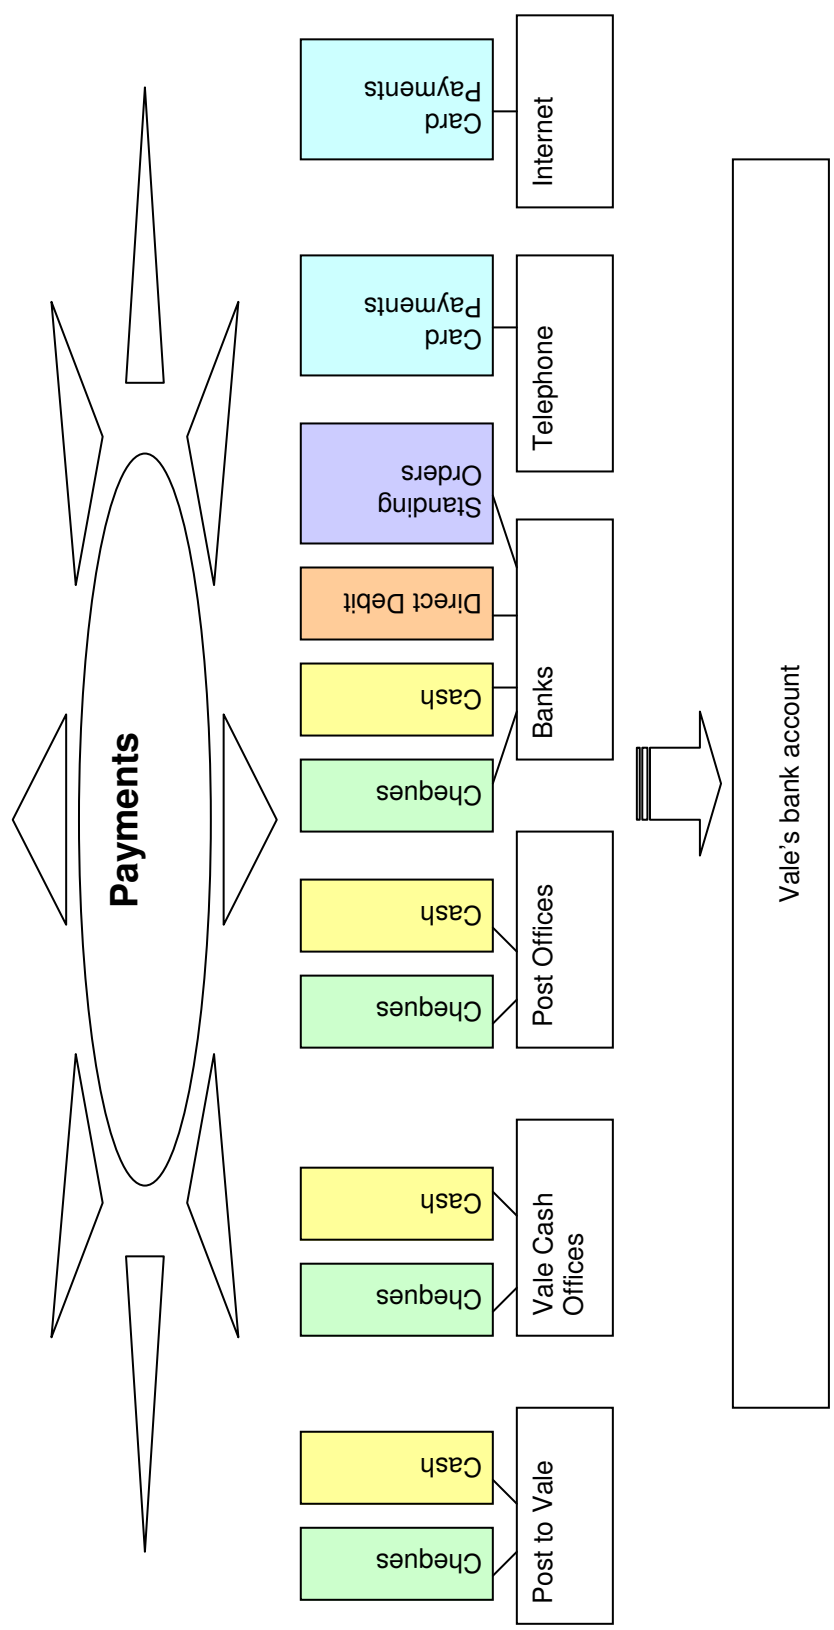 Payments
Cheques
Cash
Cheques
Cash
Cheques
Cash
Cheques
Cash
Direct Debit
Standing
Orders
Card
Payments
Card
Payments
Post to Vale
Vale Cash
Offices
Post Offices
Banks
Telephone
Internet
Vale’s bank account